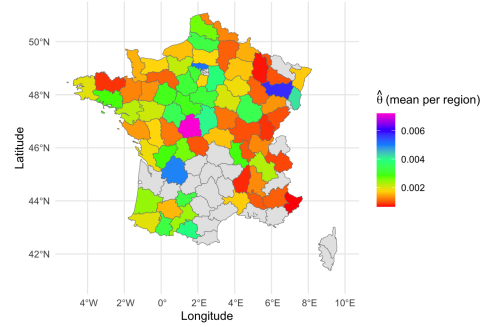 50°N
48°N
46°N
44°N
42°N
Latitude
4°W 2°W 0° 2°E 4°E 6°E 8°E 10°E
Longitude
θ̂ (mean per region)
0.006
0.004
0.002